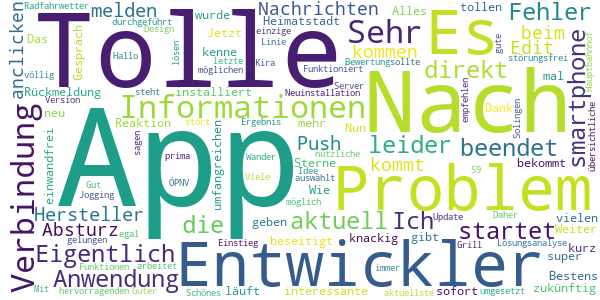 Radfahrwetter
melden
Nachrichten
Alles
tollen
Fehler
durchgeführt
wurde
Heimatstadt
Das
Gespräch
Hallo
Design
Jetzt
einzige
Linie
Tolle
Sehr
Es
gute
beim
anclicken
lösen
kenne
letzte
Kira
kommen
Bewertungsollte
Edit
störungsfrei
Hauptbahnhof
völlig
möglichen
Funktioniert
direkt
mal
Rückmeldung
Version
steht
installiert
Server
Neuinstallation
Nach
empfehlen
Dank
smartphone
übersichtliche
neu
Informationen
Solingen
Verbindung
einwandfrei
App
Reaktion
stört
Ergebnis
mehr
Nun
sagen
prima
Wander
Push
leider
beendet
Sterne
Idee
auswahlt
nützliche
Gut
Jogging
ÖPNV
umfangreichen
Viele
Wie
kommt
Problem
S9
bekommt
Hersteller
die
möglich
aktuell
Ich
Update
Daher
vielen
Absturz
geben
startet
Weiter
gelungen
egal
Einstieg
beseitigt
knackig
gibt
Grill
Losungsanalyse
kurz
Eigentlich
Entwickler
super
Anwendung
Funktionen
arbeitet
immer
Bestens
Mit
hervorragenden
Guter
Schönes
läuft
interessante
aktuellste
sofort
umgesetzt
zukünftig